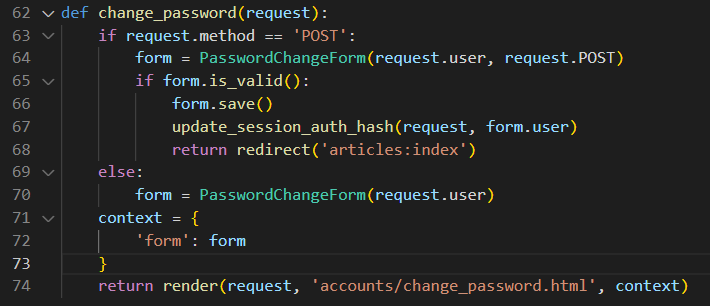 62 def change_password(request):
63     if request.method == 'POST':
64         form = PasswordChangeForm(request.user, request.POST)
65         if form.is_valid():
66             form.save()
67             update_session_auth_hash(request, form.user)
68             return redirect('articles:index')
69     else:
70         form = PasswordChangeForm(request.user)
71     context = {
72         'form': form
73     }
74     return render(request, 'accounts/change_password.html', context)